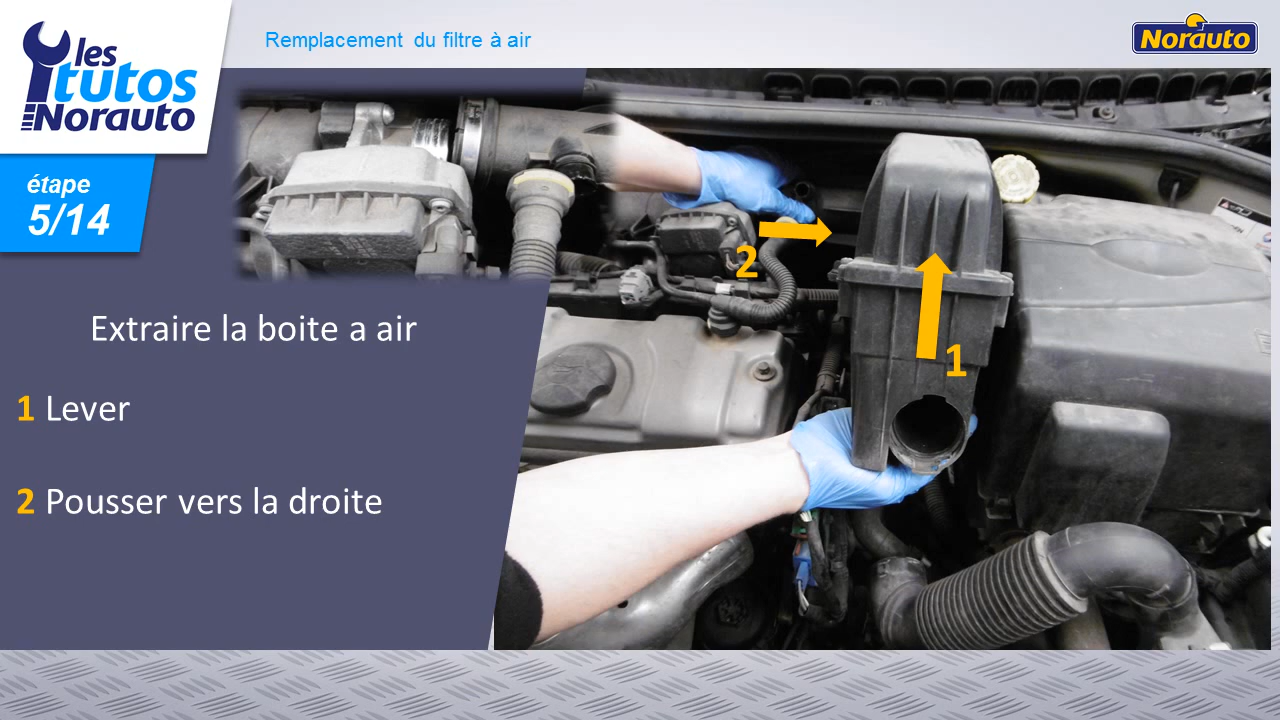 les
tutos
Norauto
Remplacement du filtre à air
Norauto
étape
5/14
Extraire la boite a air
1 Lever
2 Pousser vers la droite
2
1